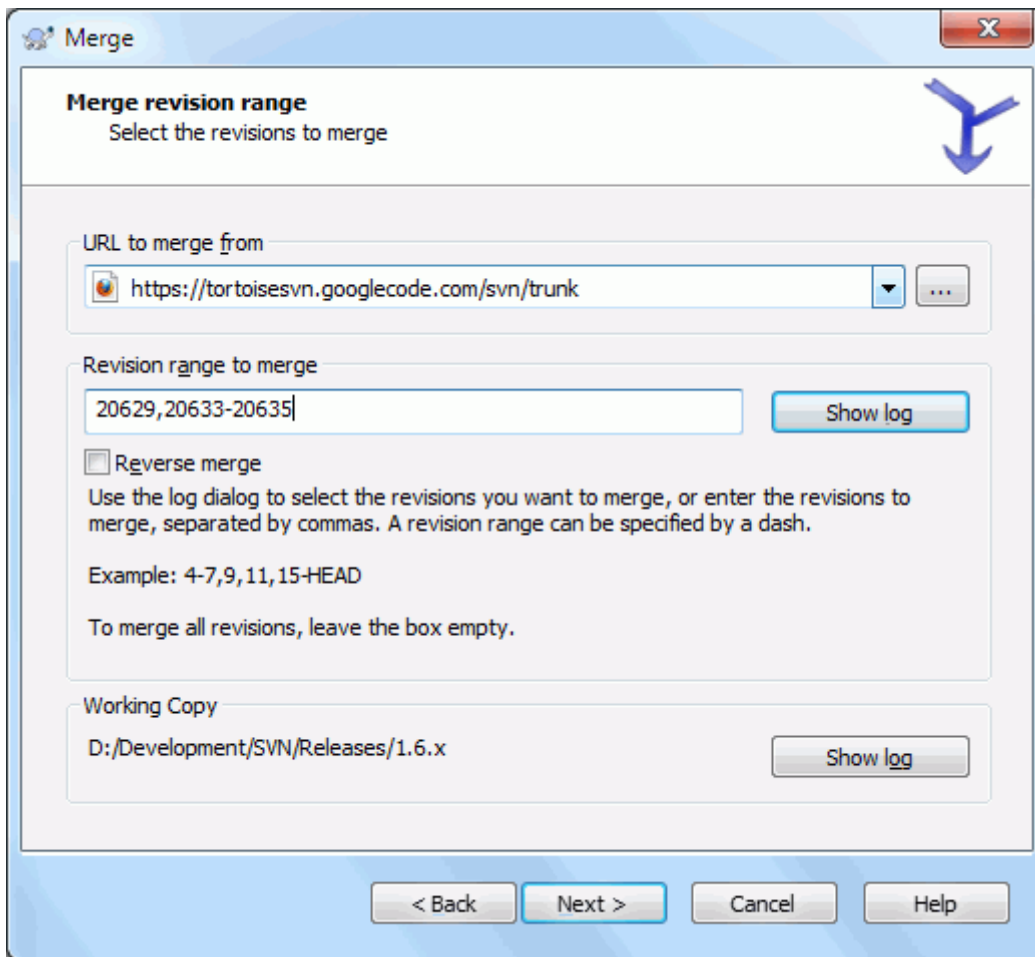 Merge
Merge revision range
Select the revisions to merge
URL to merge from
https://tortoisesvn.googlecode.com/svn/trunk
...
Revision range to merge
20629,20633-20635
Show log
Reverse merge
Use the log dialog to select the revisions you want to merge, or enter the revisions to
merge, separated by commas. A revision range can be specified by a dash.
Example: 4-7,9,11,15-HEAD
To merge all revisions, leave the box empty.
Working Copy
D:/Development/SVN/Releases/1.6.x
Show log
< Back
Next >
Cancel
Help